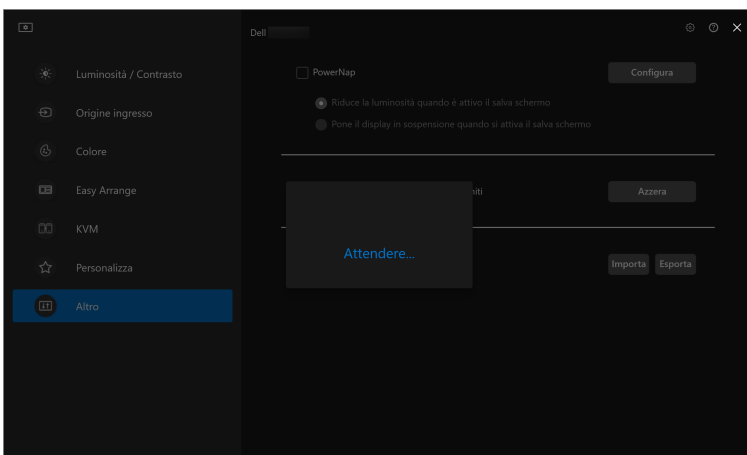 Dell
Luminosità / Contrasto
Origine ingresso
Colore
Easy Arrange
KVM
Personalizza
Altro
PowerNap
Configura
Riduce la luminosità quando è attivo il salva schermo
Pone il display in sospensione quando si attiva il salva schermo
Azzera
Attendere...
Importa Esporta